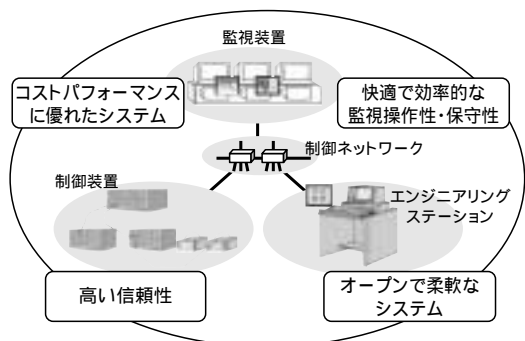 監視装置
コストパフォーマンス
に優れたシステム
快適で効率的な
監視操作性・保守性
制御ネットワーク
制御装置
エンジニアリング
ステーション
高い信頼性
オープンで柔軟な
システム